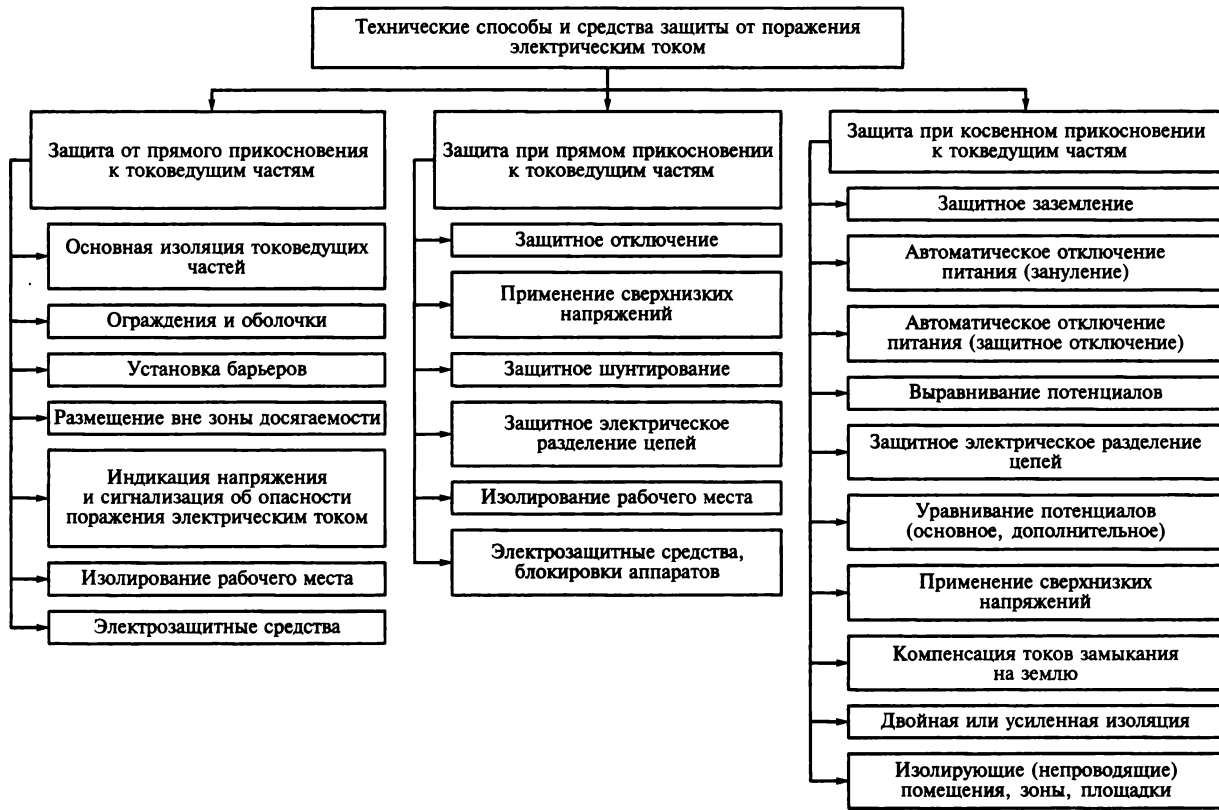 Технические способы и средства защиты от поражения
электрическим током
Защита от прямого прикосновения
к токоведущим частям
Основная изоляция токоведущих
частей
Ограждения и оболочки
Установка барьеров
Размещение вне зоны досягаемости
Индикация напряжения
и сигнализация об опасности
поражения электрическим током
Изолирование рабочего места
Электрозащитные средства
Защита при прямом прикосновении
к токоведущим частям
Защитное отключение
Применение сверхнизких
напряжений
Защитное шунтирование
Защитное электрическое
разделение цепей
Изолирование рабочего места
Электрозащитные средства,
блокировки аппаратов
Защита при косвенном прикосновении
к токведущим частям
Защитное заземление
Автоматическое отключение
питания (зануление)
Автоматическое отключение
питания (защитное отключение)
Выравнивание потенциалов
Защитное электрическое разделение
цепей
Уравнивание потенциалов
(основное, дополнительное)
Применение сверхнизких
напряжений
Компенсация токов замыкания
на землю
Двойная или усиленная изоляция
Изолирующие (непроводящие)
помещения, зоны, площадки